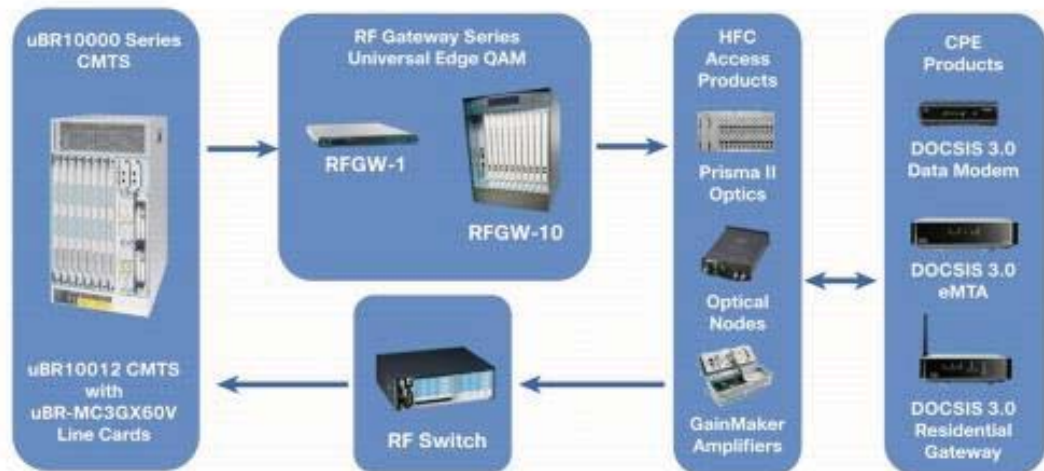 uBR10000 Series
CMTS
uBR10012 CMTS
with
uBR-MC3GX60V
Line Cards
RF Gateway Series
Universal Edge QAM
RFGW-1
RFGW-10
RF Switch
HFC
Access
Products
Prisma II
Optics
Optical
Nodes
GainMaker
Amplifiers
CPE
Products
DOCSIS 3.0
Data Modem
DOCSIS 3.0
eMTA
DOCSIS 3.0
Residential
Gateway